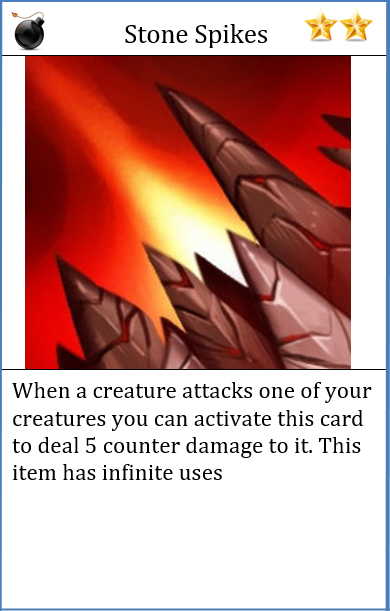 Stone Spikes
When a creature attacks one of your
creatures you can activate this card
to deal 5 counter damage to it. This
item has infinite uses